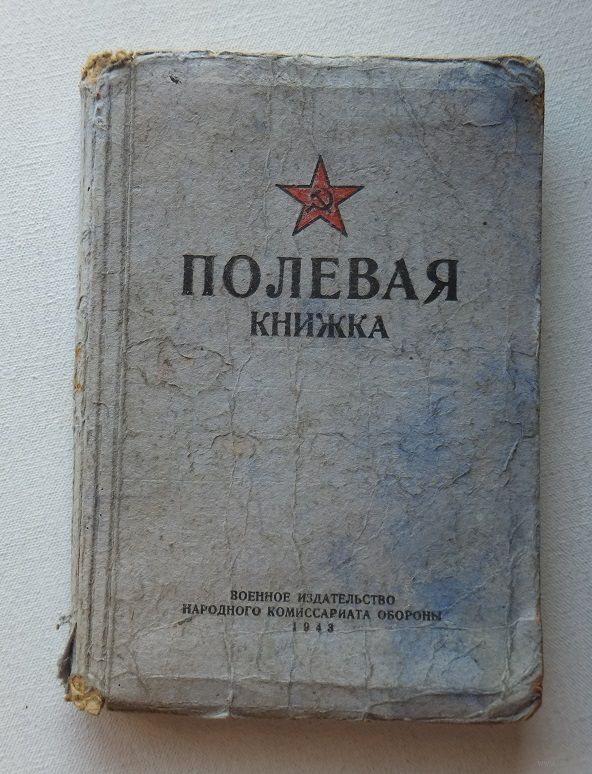 ПОЛЕВАЯ
КНИЖКА
ВОЕННОЕ ИЗДАТЕЛЬСТВО
НАРОДНОГО КОМИССАРИАТА ОБОРОНЫ
1943